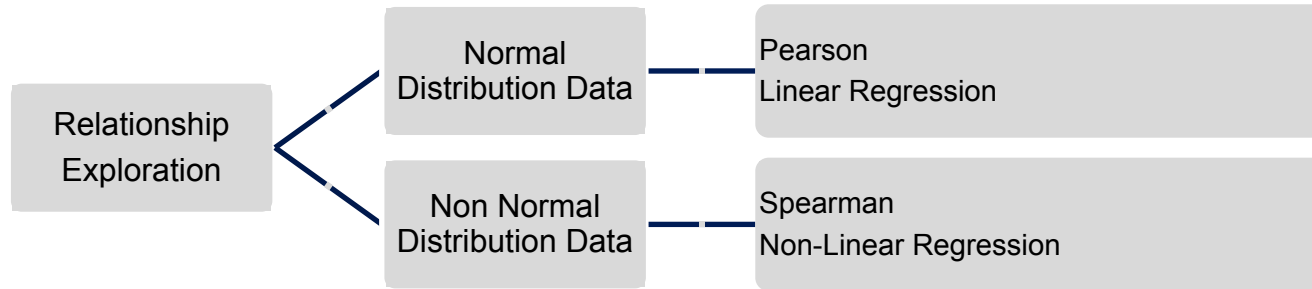 Relationship
Exploration
Normal
Distribution Data
Pearson
Linear Regression
Non Normal
Distribution Data
Spearman
Non-Linear Regression